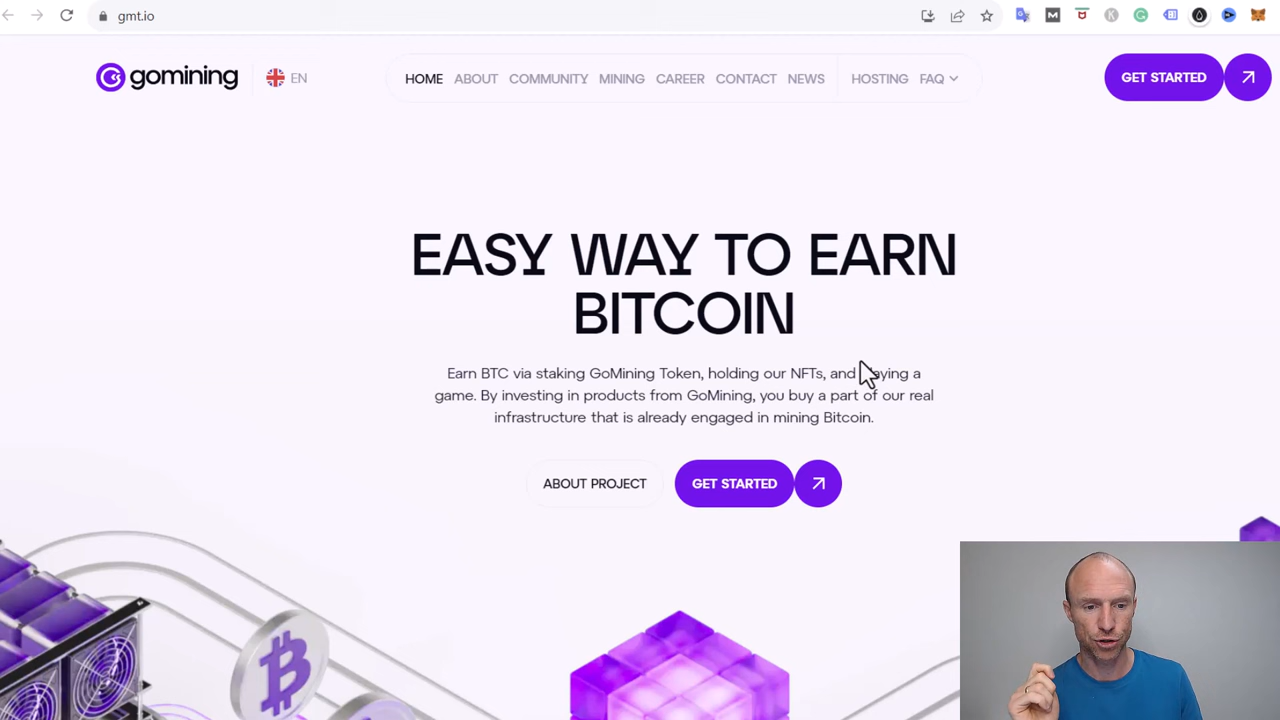 gmt.io
gomining
EN
HOME ABOUT COMMUNITY MINING CAREER CONTACT NEWS HOSTING FAQ
GET STARTED
EASY WAY TO EARN
BITCOIN
Earn BTC via staking GoMining Token, holding our NFTs, and a
game. By investing in products from GoMining, you buy a part of our real
infrastructure that is already engaged in mining Bitcoin.
ABOUT PROJECT
GET STARTED